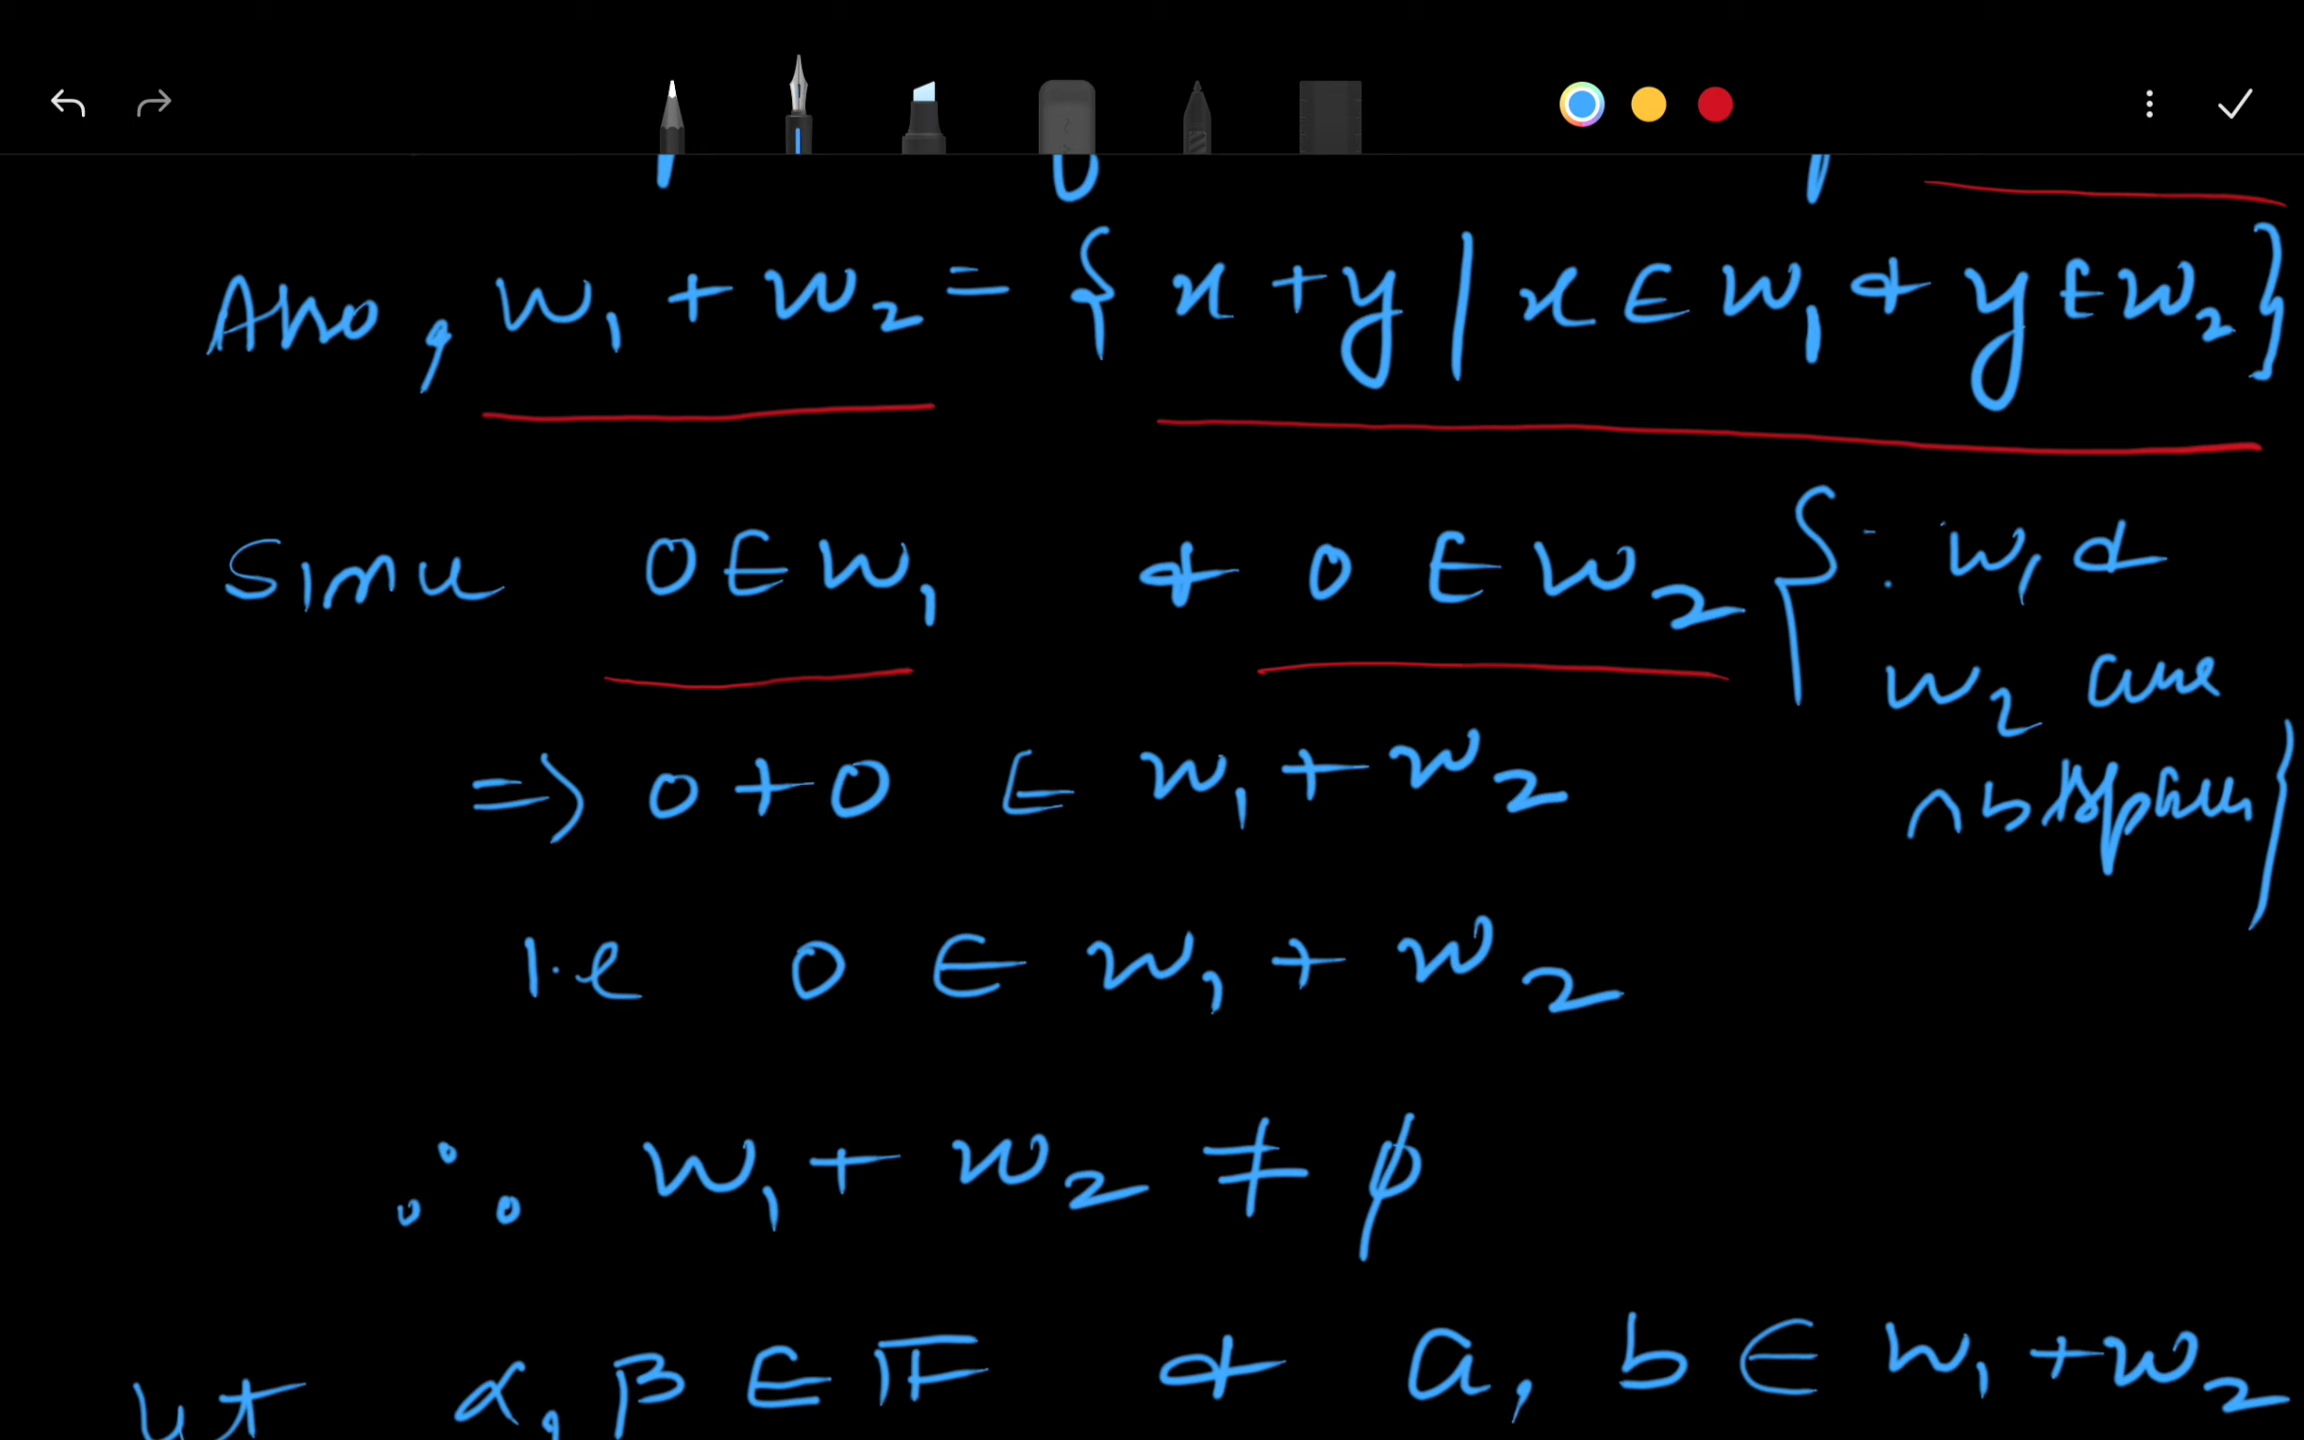 Also, W₁ + W₂ = { x + y | x ∈ W₁ & y ∈ W₂ }
Since 0 ∈ W₁ & 0 ∈ W₂ { ∵ W₁ &
W₂ are
subspaces }
=> 0 + 0 ∈ W₁ + W₂
i.e 0 ∈ W₁ + W₂
∴ W₁ + W₂ ≠ ϕ
Let α, β ∈ F & a, b ∈ W₁ + W₂